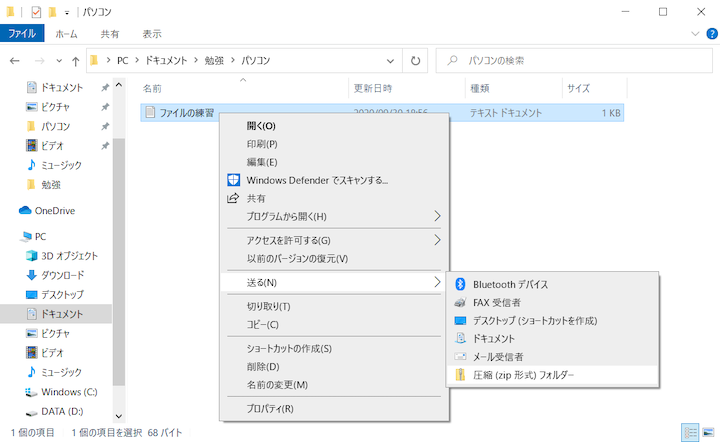 パソコン
ファイル ホーム 共有 表示
PC ドキュメント 勉強 パソコン
パソコンの検索
名前 更新日時 種類 サイズ
ドキュメント
ピクチャ
パソコン
ビデオ
ミュージック
勉強
OneDrive
PC
3D オブジェクト
ダウンロード
デスクトップ
ドキュメント
ピクチャ
ビデオ
ミュージック
Windows (C:)
DATA (D:)
ファイルの練習 2020/09/20 18:56 テキスト ドキュメント 1 KB
開く(O)
印刷(P)
編集(E)
Windows Defender でスキャンする...
共有
プログラムから開く(H)
アクセスを許可する(G)
以前のバージョンの復元(V)
送る(N)
切り取り(T)
コピー(C)
ショートカットの作成(S)
削除(D)
名前の変更(M)
プロパティ(R)
Bluetooth デバイス
FAX 受信者
デスクトップ (ショートカットを作成)
ドキュメント
メール受信者
圧縮 (zip 形式) フォルダー
1 個の項目 1 個の項目を選択 68 バイト